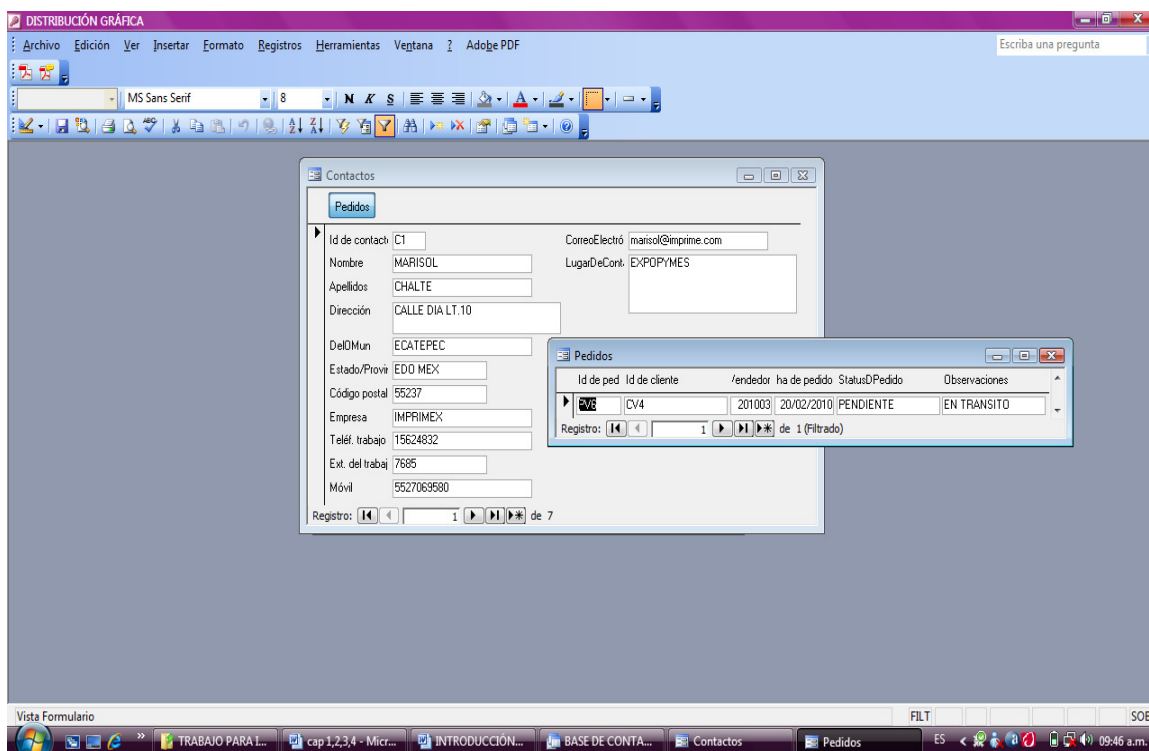 DISTRIBUCIÓN GRÁFICA
Archivo Edición Ver Insertar Formato Registros Herramientas Ventana ? Adobe PDF Escriba una pregunta
MS Sans Serif 8 N K S
Contactos
Pedidos
Id de contact C1 CorreoElectró marisol@imprime.com
Nombre MARISOL LugarDeCont EXPOPYMES
Apellidos CHALTE
Dirección CALLE DIA LT.10
DelOMun ECATEPEC
Estado/Provin EDO MEX
Código postal 55237
Empresa IMPRIMEX
Teléf. trabajo 15624832
Ext. del trabaj 7685
Móvil 5527069580
Registro: 1 de 7
Pedidos
Id de ped Id de cliente Vendedor ha de pedido StatusDPedido Observaciones
PV6 CV4 201003 20/02/2010 PENDIENTE EN TRANSITO
Registro: 1 de 1 (Filtrado)
Vista Formulario FILT SOB
TRABAJO PARA I... cap 1,2,3,4 - Micr... INTRODUCCIÓN... BASE DE CONTA... Contactos Pedidos ES 09:46 a.m.